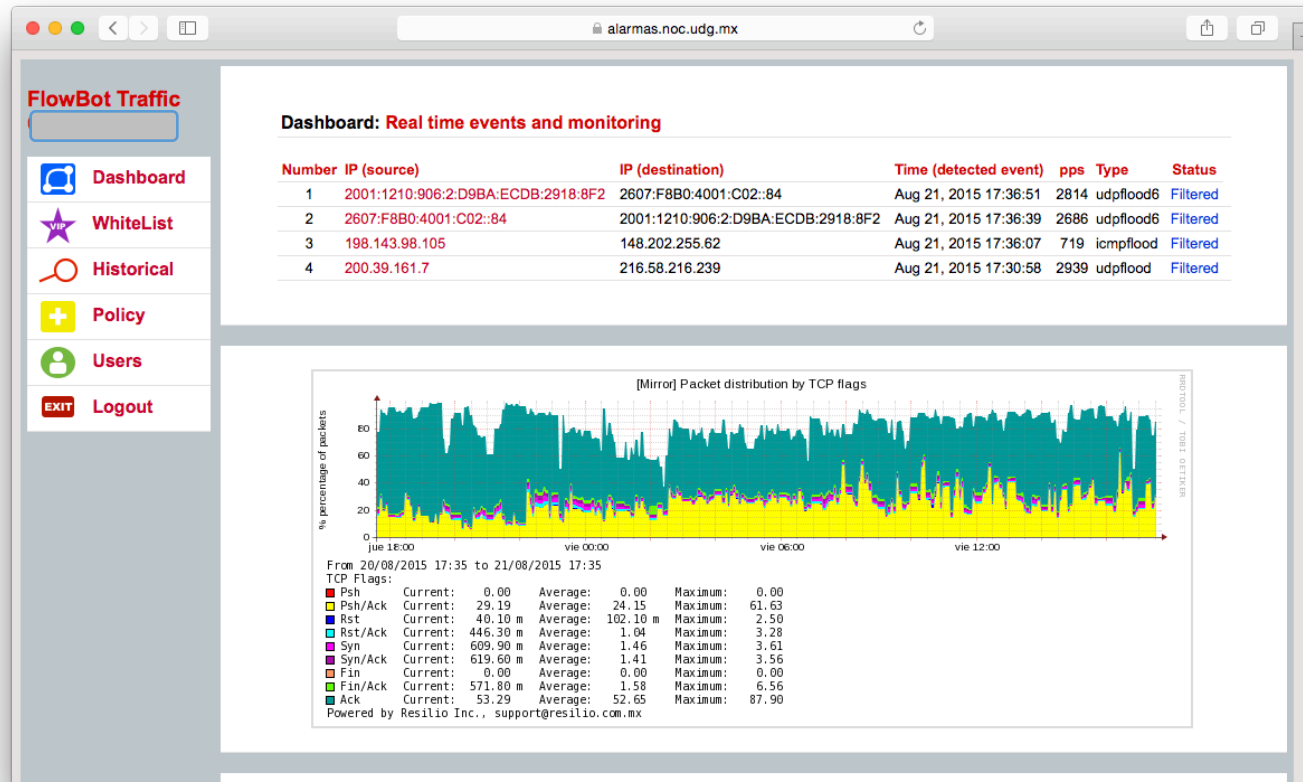 alarmas.noc.udg.mx
FlowBot Traffic
Dashboard
WhiteList
Historical
Policy
Users
EXIT Logout
VIP
Dashboard: Real time events and monitoring
Number IP (source) IP (destination) Time (detected event) pps Type Status
1 2001:1210:906:2:D9BA:ECDB:2918:8F2 2607:F8B0:4001:C02::84 Aug 21, 2015 17:36:51 2814 udpflood6 Filtered
2 2607:F8B0:4001:C02::84 2001:1210:906:2:D9BA:ECDB:2918:8F2 Aug 21, 2015 17:36:39 2686 udpflood6 Filtered
3 198.143.98.105 148.202.255.62 Aug 21, 2015 17:36:07 719 icmpflood Filtered
4 200.39.161.7 216.58.216.239 Aug 21, 2015 17:30:58 2939 udpflood Filtered
[Mirror] Packet distribution by TCP flags
RRDTOOL / TOBI OETIKER
% percentage of packets
80
60
40
20
0
jue 18:00 vie 00:00 vie 06:00 vie 12:00
From 20/08/2015 17:35 to 21/08/2015 17:35
TCP Flags:
Psh Current: 0.00 Average: 0.00 Maximum: 0.00
Psh/Ack Current: 29.19 Average: 24.15 Maximum: 61.63
Rst Current: 40.10 m Average: 102.10 m Maximum: 2.50
Rst/Ack Current: 446.30 m Average: 1.04 Maximum: 3.28
Syn Current: 609.90 m Average: 1.46 Maximum: 3.61
Syn/Ack Current: 619.60 m Average: 1.41 Maximum: 3.56
Fin Current: 0.00 Average: 0.00 Maximum: 0.00
Fin/Ack Current: 571.80 m Average: 1.58 Maximum: 6.56
Ack Current: 53.29 Average: 52.65 Maximum: 87.90
Powered by Resilio Inc., support@resilio.com.mx